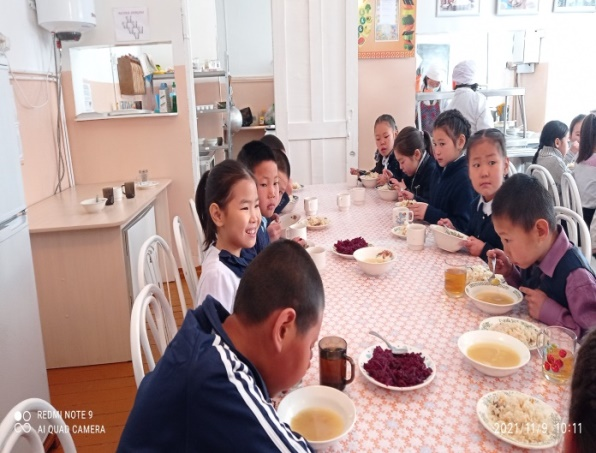 REDMI NOTE 9
AI QUAD CAMERA
2021/11/9 10:11